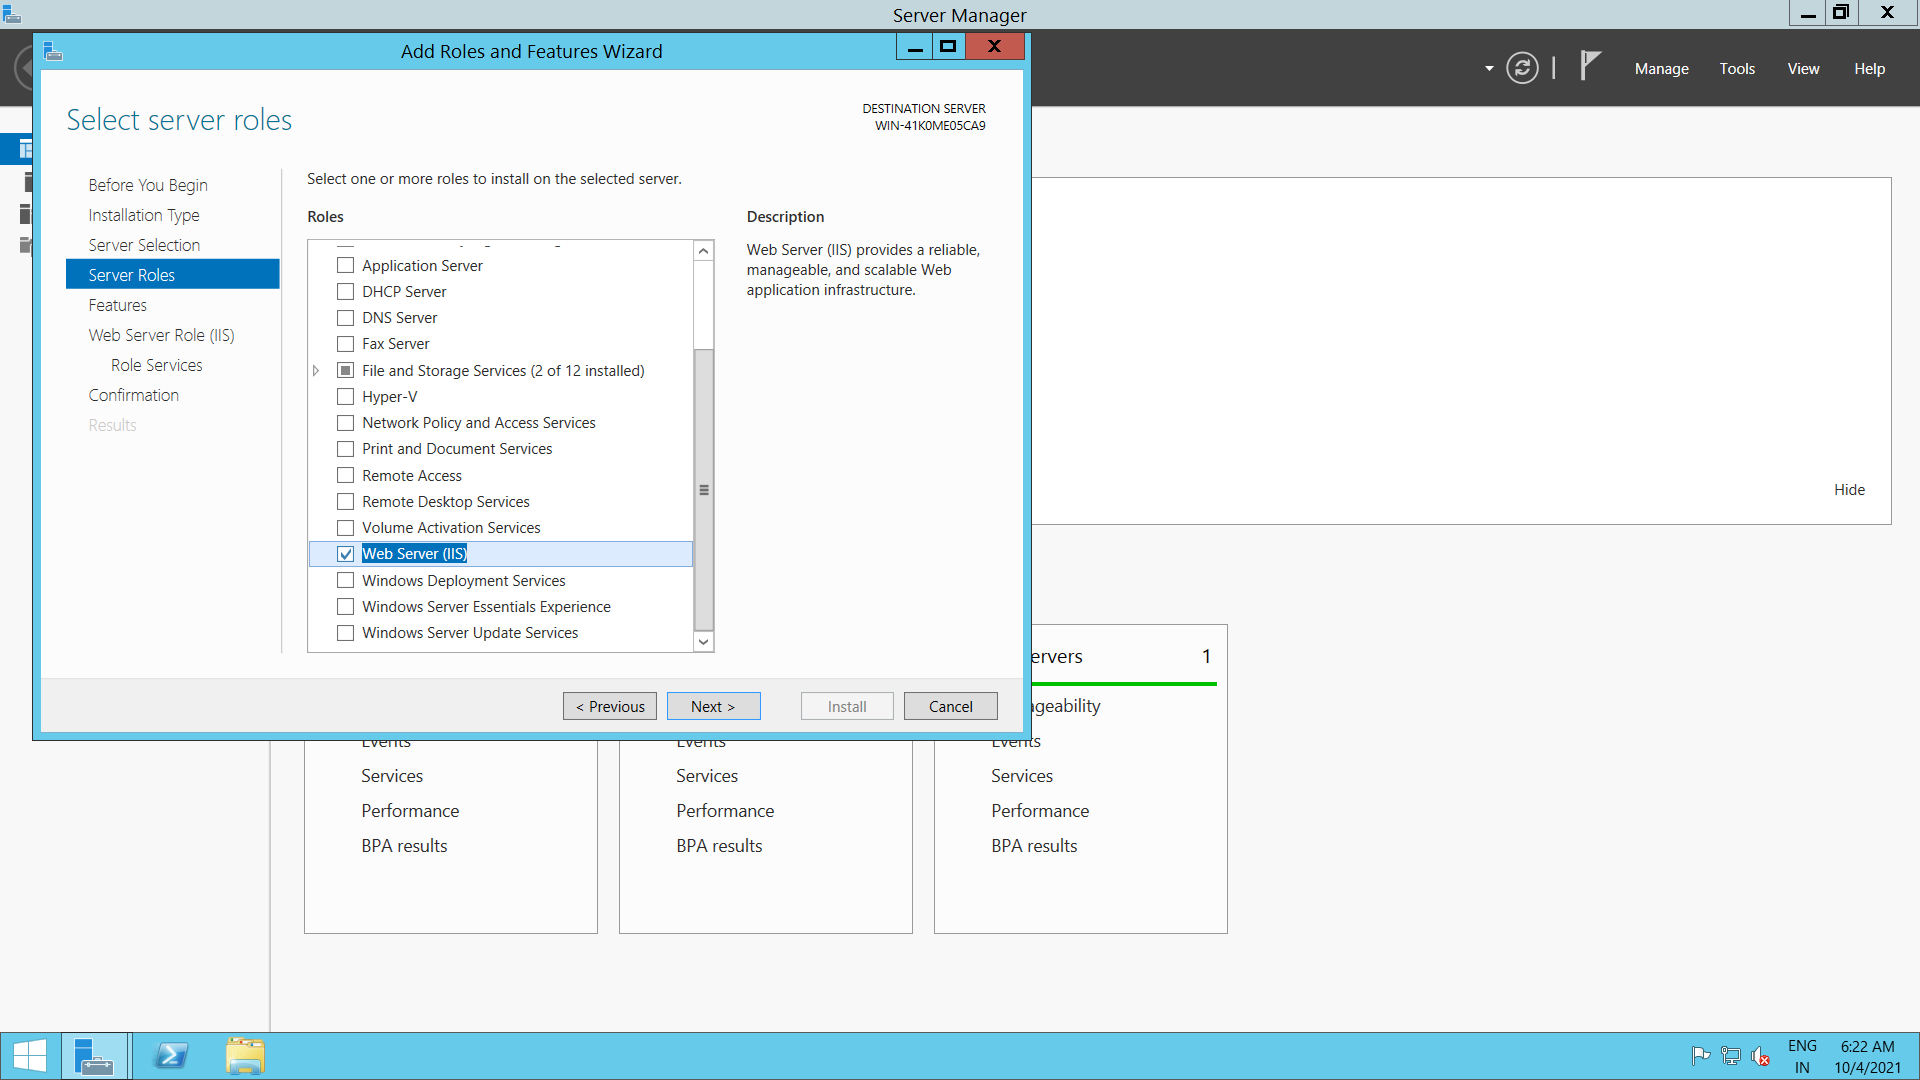 Server Manager
Manage Tools View Help
Add Roles and Features Wizard
Select server roles
DESTINATION SERVER
WIN-41K0ME05CA9
Before You Begin
Installation Type
Server Selection
Server Roles
Features
Web Server Role (IIS)
Role Services
Confirmation
Results
Select one or more roles to install on the selected server.
Roles
Application Server
DHCP Server
DNS Server
Fax Server
File and Storage Services (2 of 12 installed)
Hyper-V
Network Policy and Access Services
Print and Document Services
Remote Access
Remote Desktop Services
Volume Activation Services
Web Server (IIS)
Windows Deployment Services
Windows Server Essentials Experience
Windows Server Update Services
Description
Web Server (IIS) provides a reliable,
manageable, and scalable Web
application infrastructure.
< Previous Next > Install Cancel
Hide
ervers 1
ageability
Events Events Events
Services Services Services
Performance Performance Performance
BPA results BPA results BPA results
ENG 6:22 AM
IN 10/4/2021